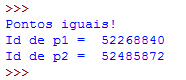 >>>
Pontos iguais!
Id de p1 =  52268840
Id de p2 =  52485872
>>>